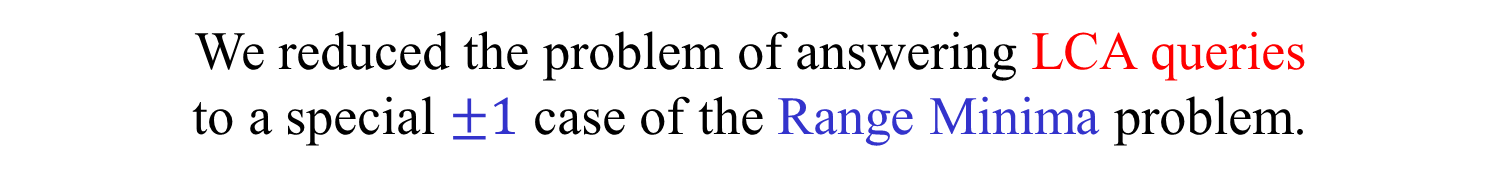 We reduced the problem of answering LCA queries
to a special ±1 case of the Range Minima problem.